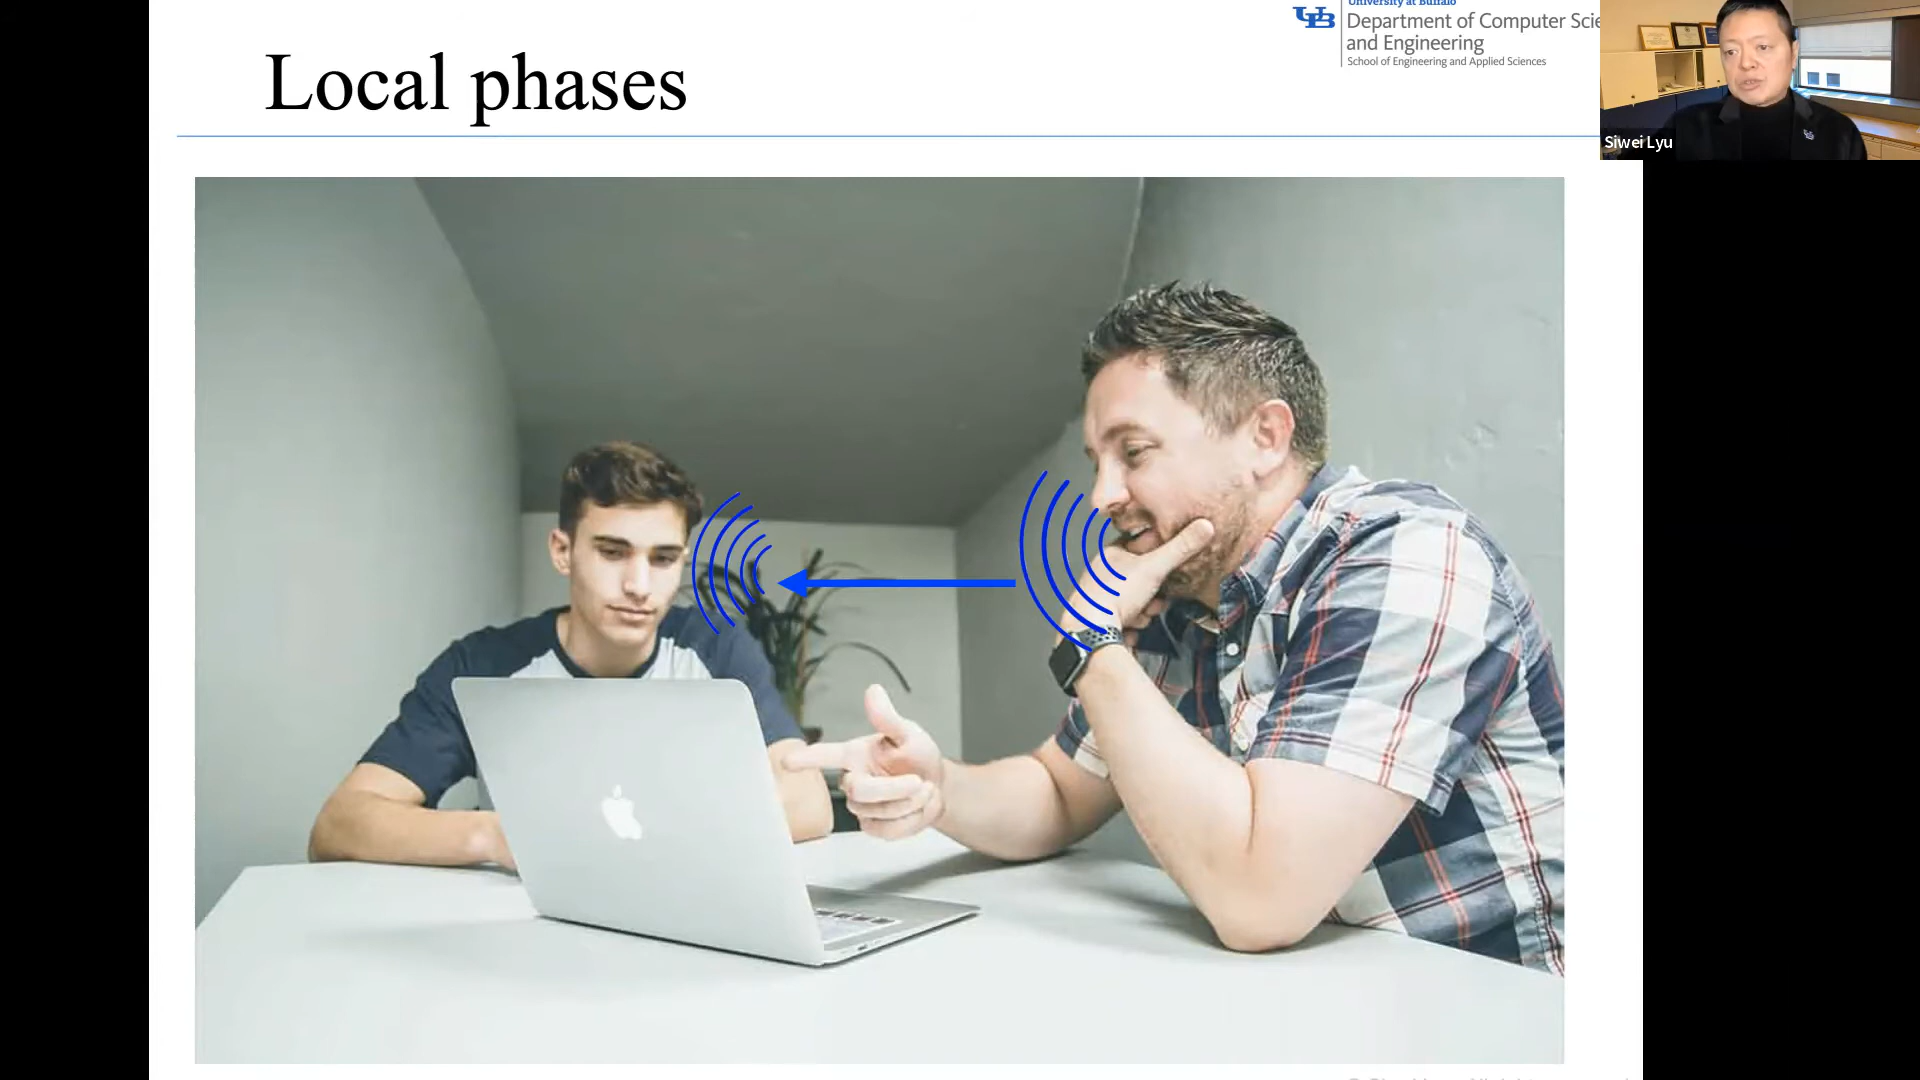 Local phases
University at Buffalo
Department of Computer Scie
and Engineering
School of Engineering and Applied Sciences
Siwei Lyu